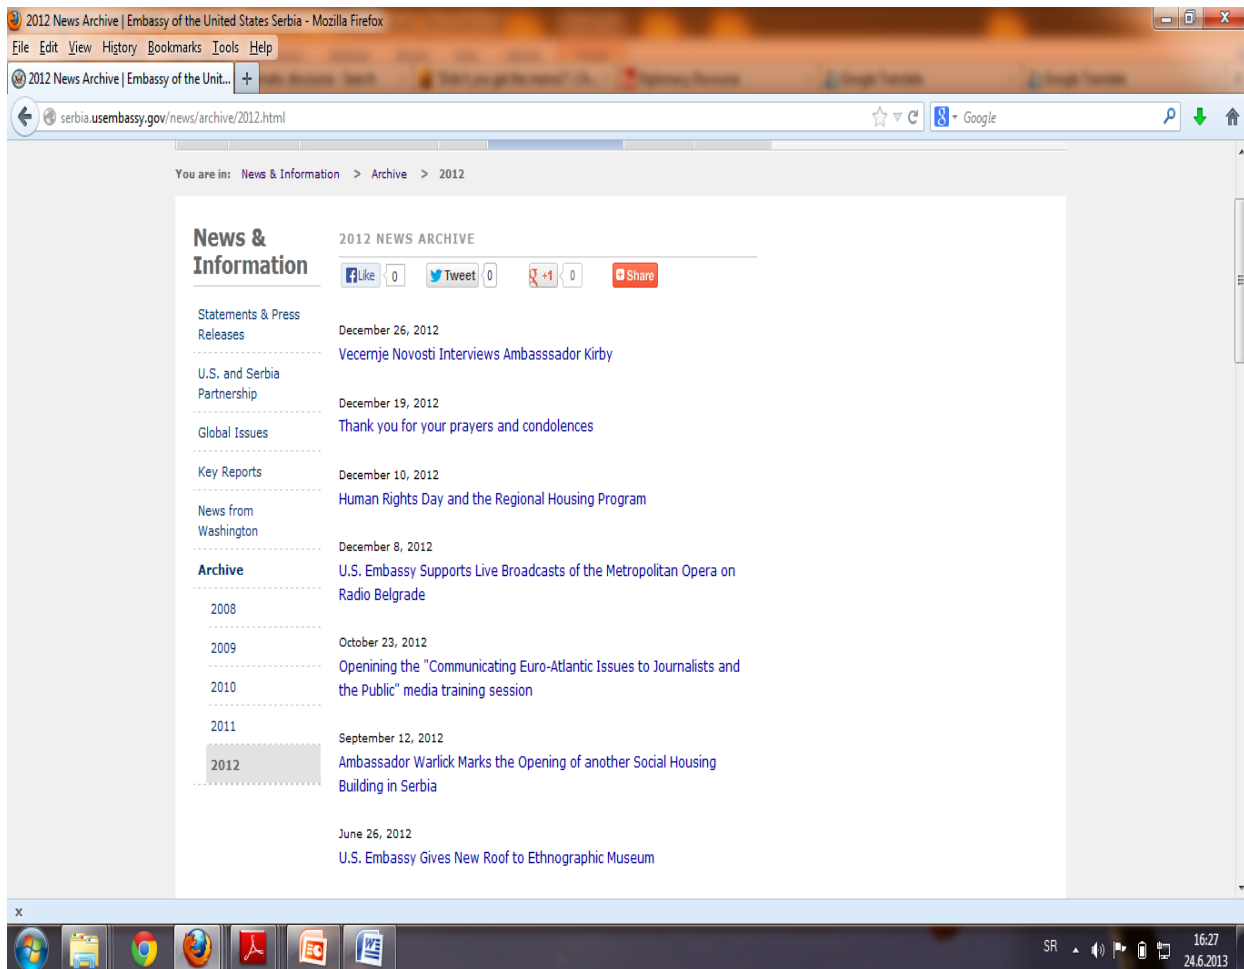 2012 News Archive | Embassy of the United States Serbia - Mozilla Firefox
File Edit View History Bookmarks Tools Help
2012 News Archive | Embassy of the Unit... +
serbia.usembassy.gov/news/archive/2012.html
Google
You are in: News & Information > Archive > 2012
News &
Information
Statements & Press
Releases
U.S. and Serbia
Partnership
Global Issues
Key Reports
News from
Washington
Archive
2008
2009
2010
2011
2012
2012 NEWS ARCHIVE
Like 0 Tweet 0 +1 0 Share
December 26, 2012
Vecernje Novosti Interviews Ambasssador Kirby
December 19, 2012
Thank you for your prayers and condolences
December 10, 2012
Human Rights Day and the Regional Housing Program
December 8, 2012
U.S. Embassy Supports Live Broadcasts of the Metropolitan Opera on
Radio Belgrade
October 23, 2012
Openining the "Communicating Euro-Atlantic Issues to Journalists and
the Public" media training session
September 12, 2012
Ambassador Warlick Marks the Opening of another Social Housing
Building in Serbia
June 26, 2012
U.S. Embassy Gives New Roof to Ethnographic Museum
x
SR
16:27
24.6.2013